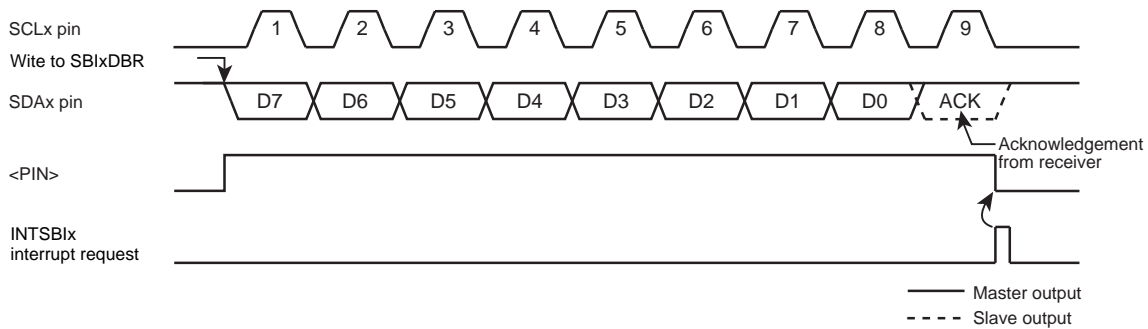 SCLx pin
1 2 3 4 5 6 7 8 9
Wite to SBIxDBR
SDAx pin
D7 D6 D5 D4 D3 D2 D1 D0 ACK
Acknowledgement
from receiver
<PIN>
INTSBIx
interrupt request
Master output
Slave output